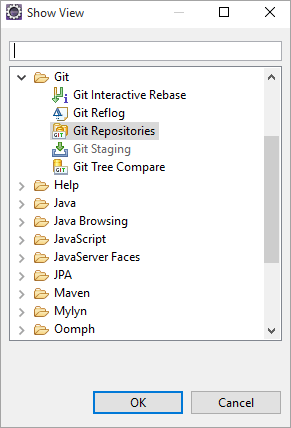 Show View
Git
Git Interactive Rebase
Git Reflog
Git Repositories
Git Staging
Git Tree Compare
Help
Java
Java Browsing
JavaScript
JavaServer Faces
JPA
Maven
Mylyn
Oomph
OK
Cancel